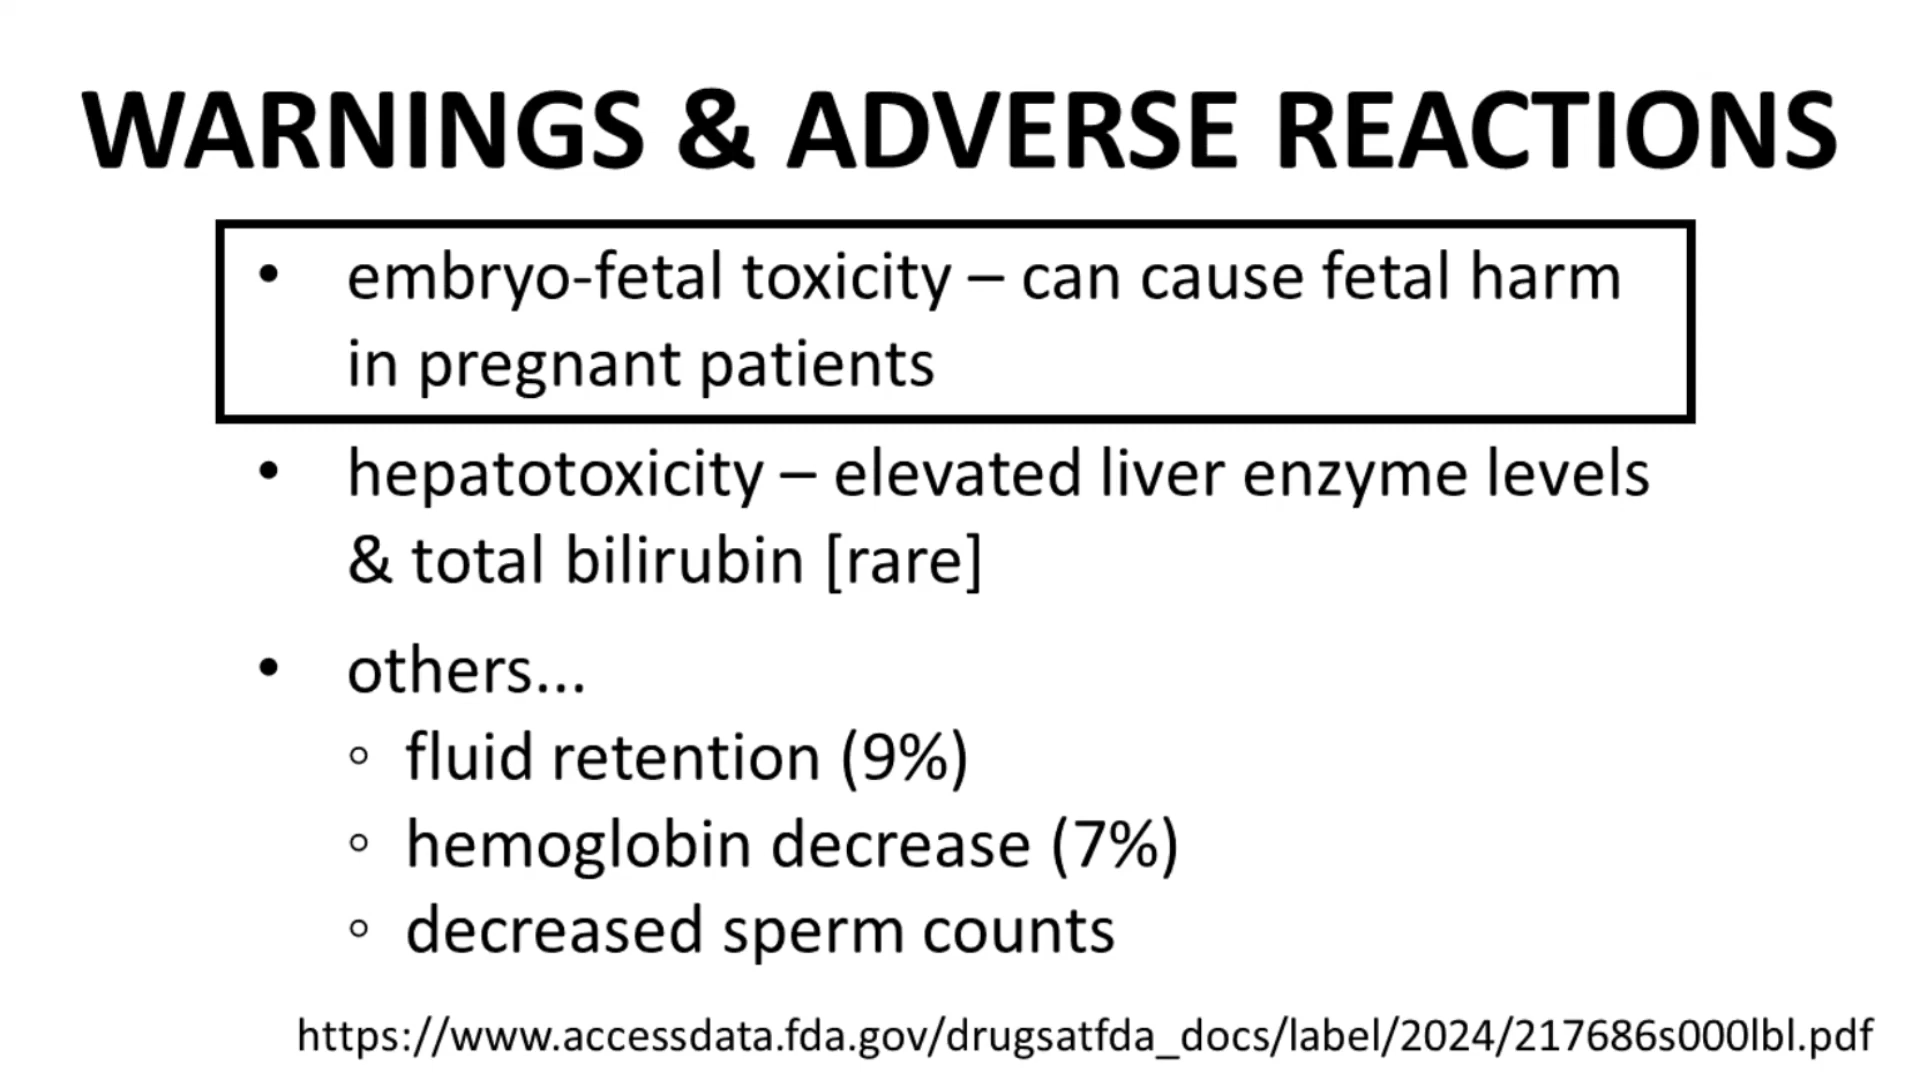 WARNINGS & ADVERSE REACTIONS
• embryo-fetal toxicity – can cause fetal harm
in pregnant patients
• hepatotoxicity – elevated liver enzyme levels
& total bilirubin [rare]
• others...
◦ fluid retention (9%)
◦ hemoglobin decrease (7%)
◦ decreased sperm counts
https://www.accessdata.fda.gov/drugsatfda_docs/label/2024/217686s000lbl.pdf